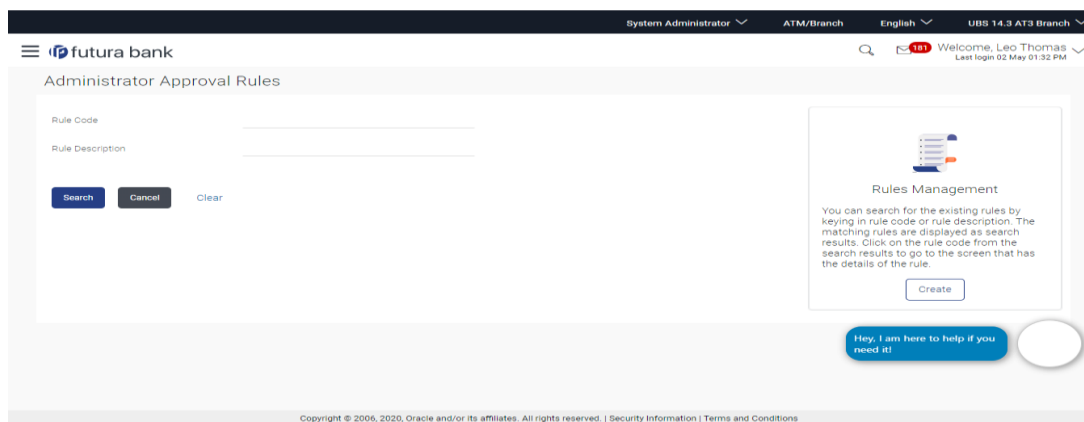 System Administrator ATM/Branch English UBS 14.3 AT3 Branch
futura bank 181 Welcome, Leo Thomas
Last login 02 May 01:32 PM
Administrator Approval Rules
Rule Code
Rule Description
Search Cancel Clear
Rules Management
You can search for the existing rules by
keying in rule code or rule description. The
matching rules are displayed as search
results. Click on the rule code from the
search results to go to the screen that has
the details of the rule.
Create
Hey, I am here to help if you
need it!
Copyright © 2006, 2020, Oracle and/or its affiliates. All rights reserved. | Security Information | Terms and Conditions